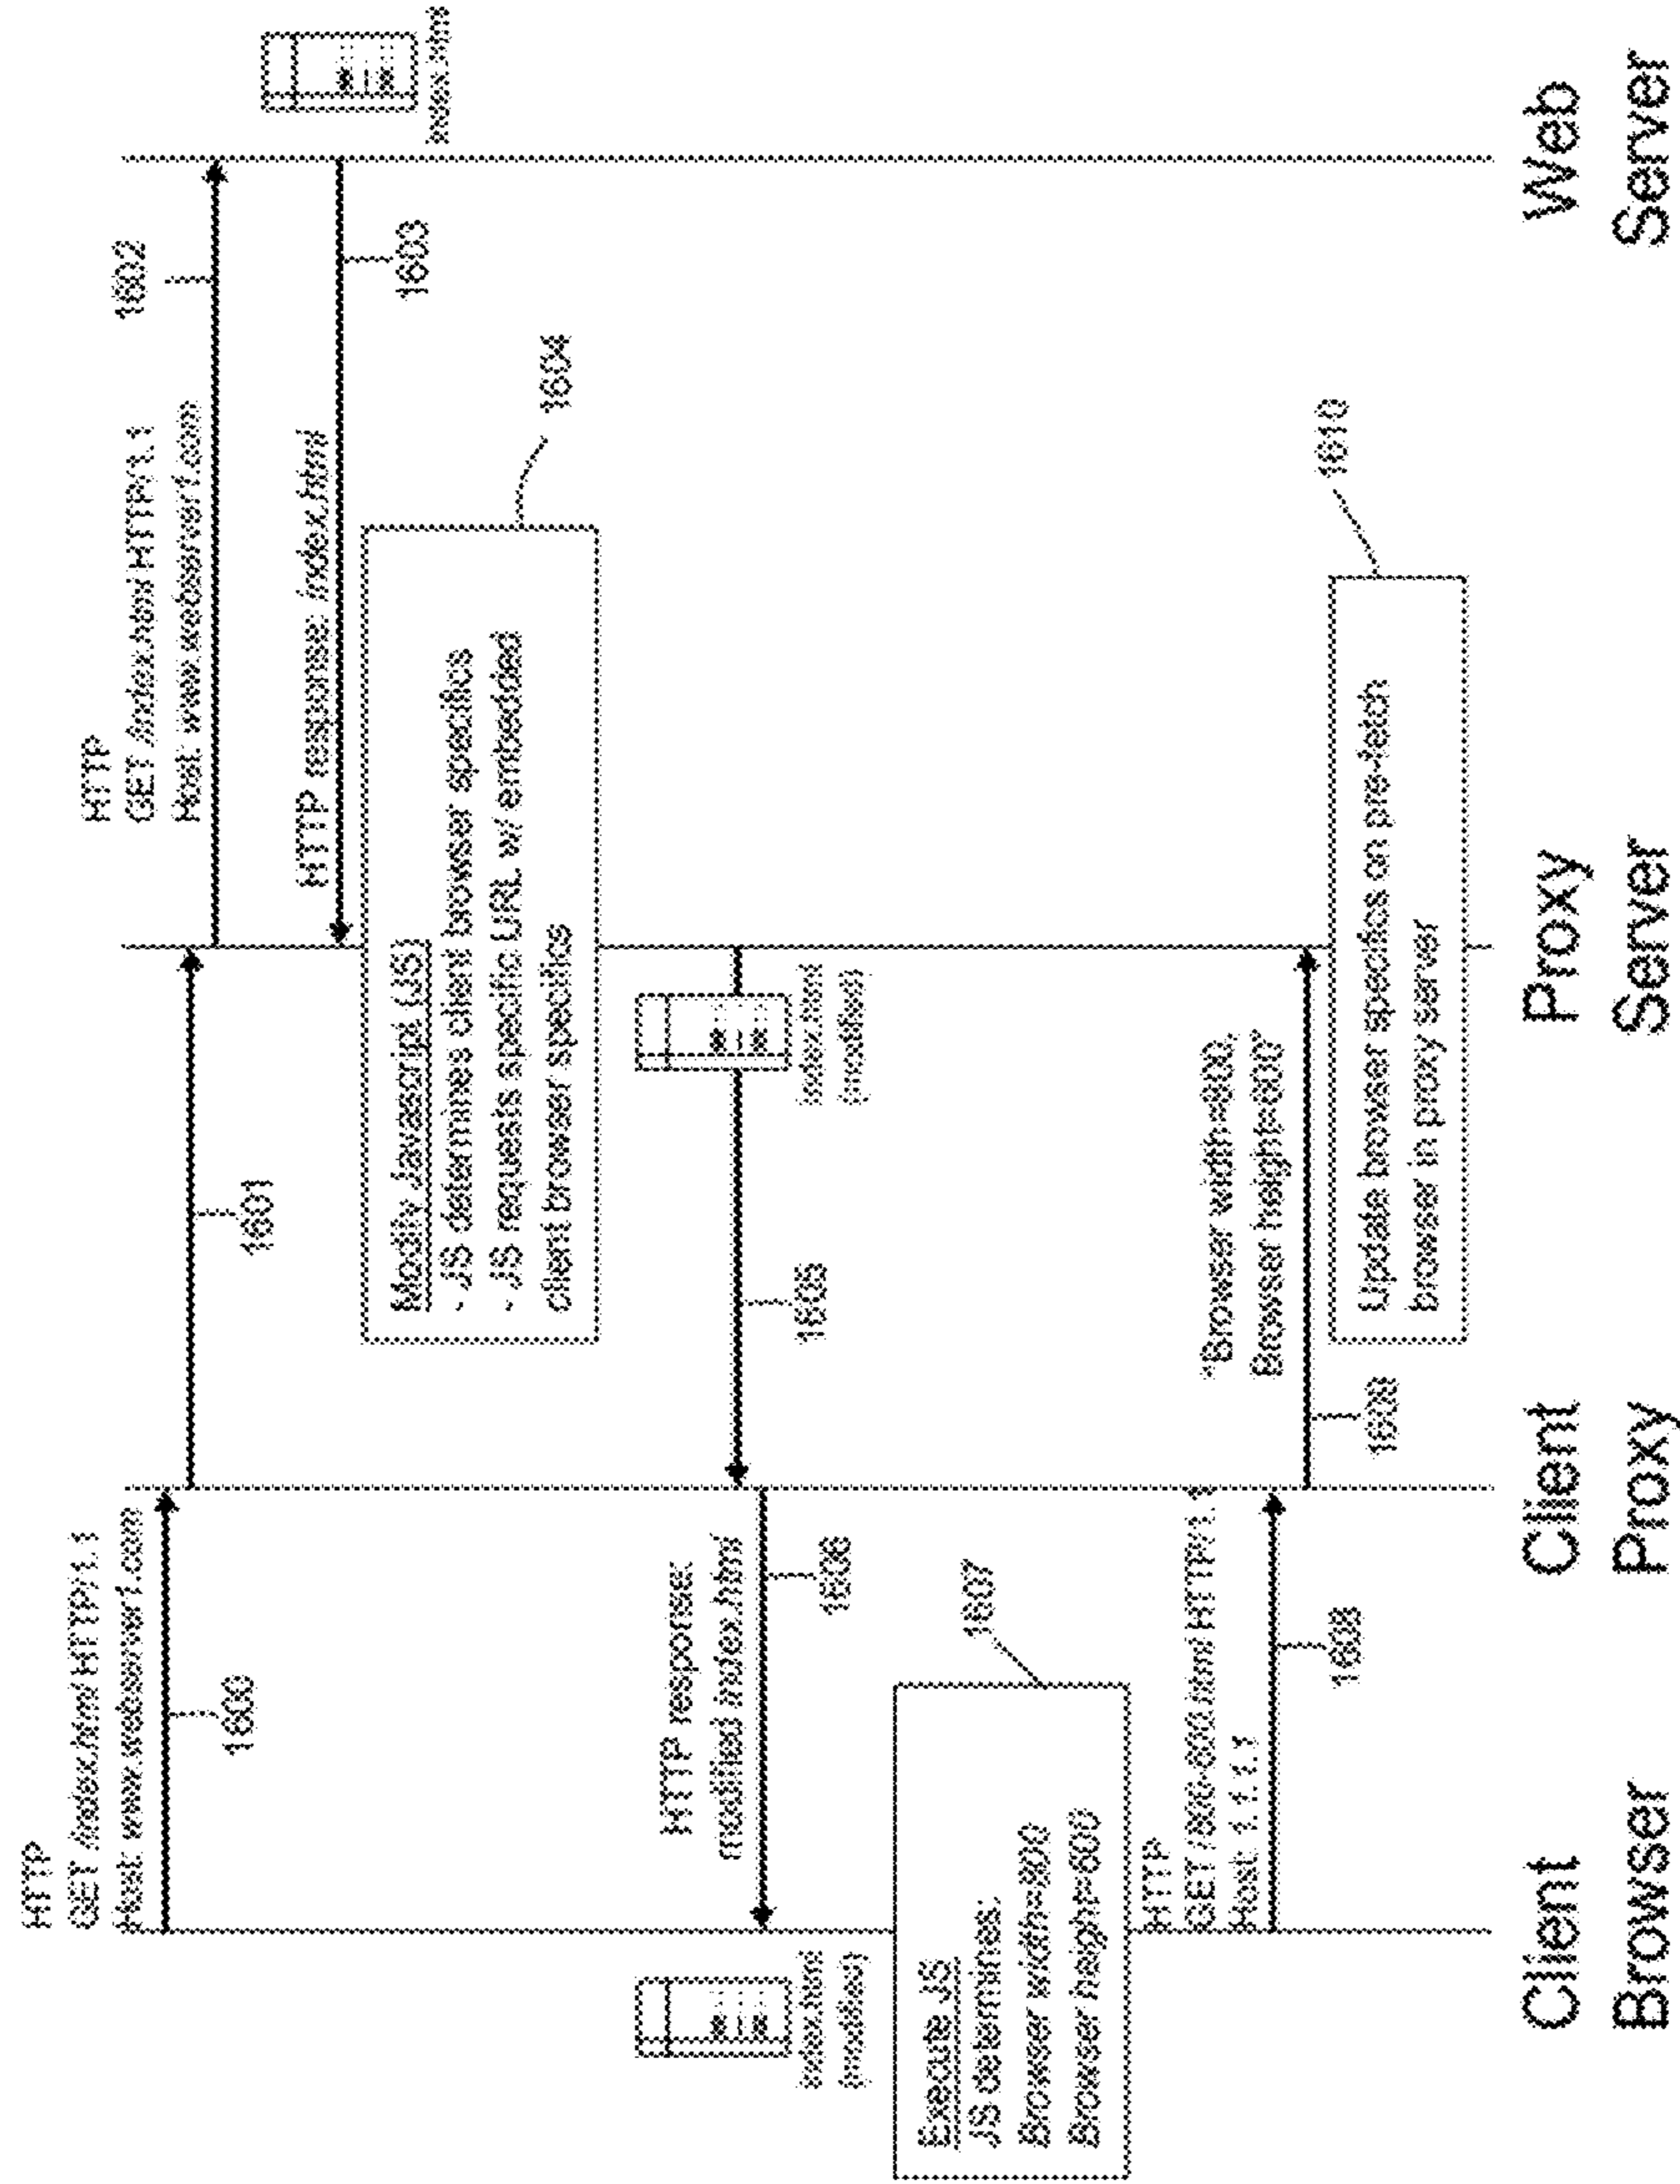 HTTP
GET /index.html HTTP/1.1
Host: www.webserver1.com
1600
1601
HTTP
GET /index.html HTTP/1.1
Host: www.webserver1.com
1602
HTTP response: index.html
1603
index.html
Modify Javascript (JS)
- JS determines client browser specifics
- JS requests specific URL w/ embedded
client browser specifics
1604
index.html
(modified)
1605
HTTP response:
modified index.html
1606
index.html
(modified)
Execute JS
JS determines:
Browser width=800
Browser height=600
1607
HTTP
GET /800-600.html HTTP/1.1
Host: 1.1.1.1
1608
"Browser width=800,
Browser height=600"
Update browser specifics on pre-fetch
browser in proxy server
1610
Client
Browser
Client
Proxy
Proxy
Server
Web
Server